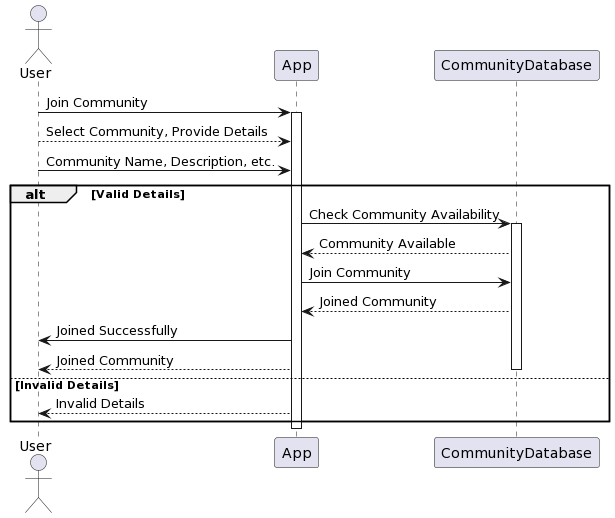 User
App
CommunityDatabase
Join Community
Select Community, Provide Details
Community Name, Description, etc.
alt
[Valid Details]
Check Community Availability
Community Available
Join Community
Joined Community
Joined Successfully
Joined Community
[Invalid Details]
Invalid Details
User
App
CommunityDatabase